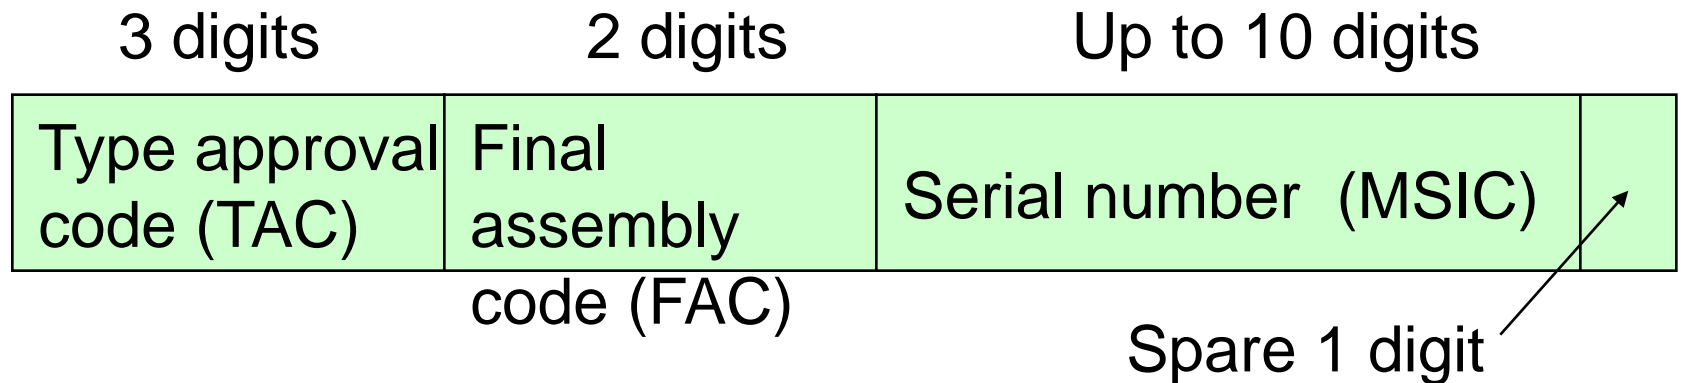 3 digits
2 digits
Up to 10 digits
Type approval
code (TAC)
Final
assembly
code (FAC)
Serial number  (MSIC)
Spare 1 digit